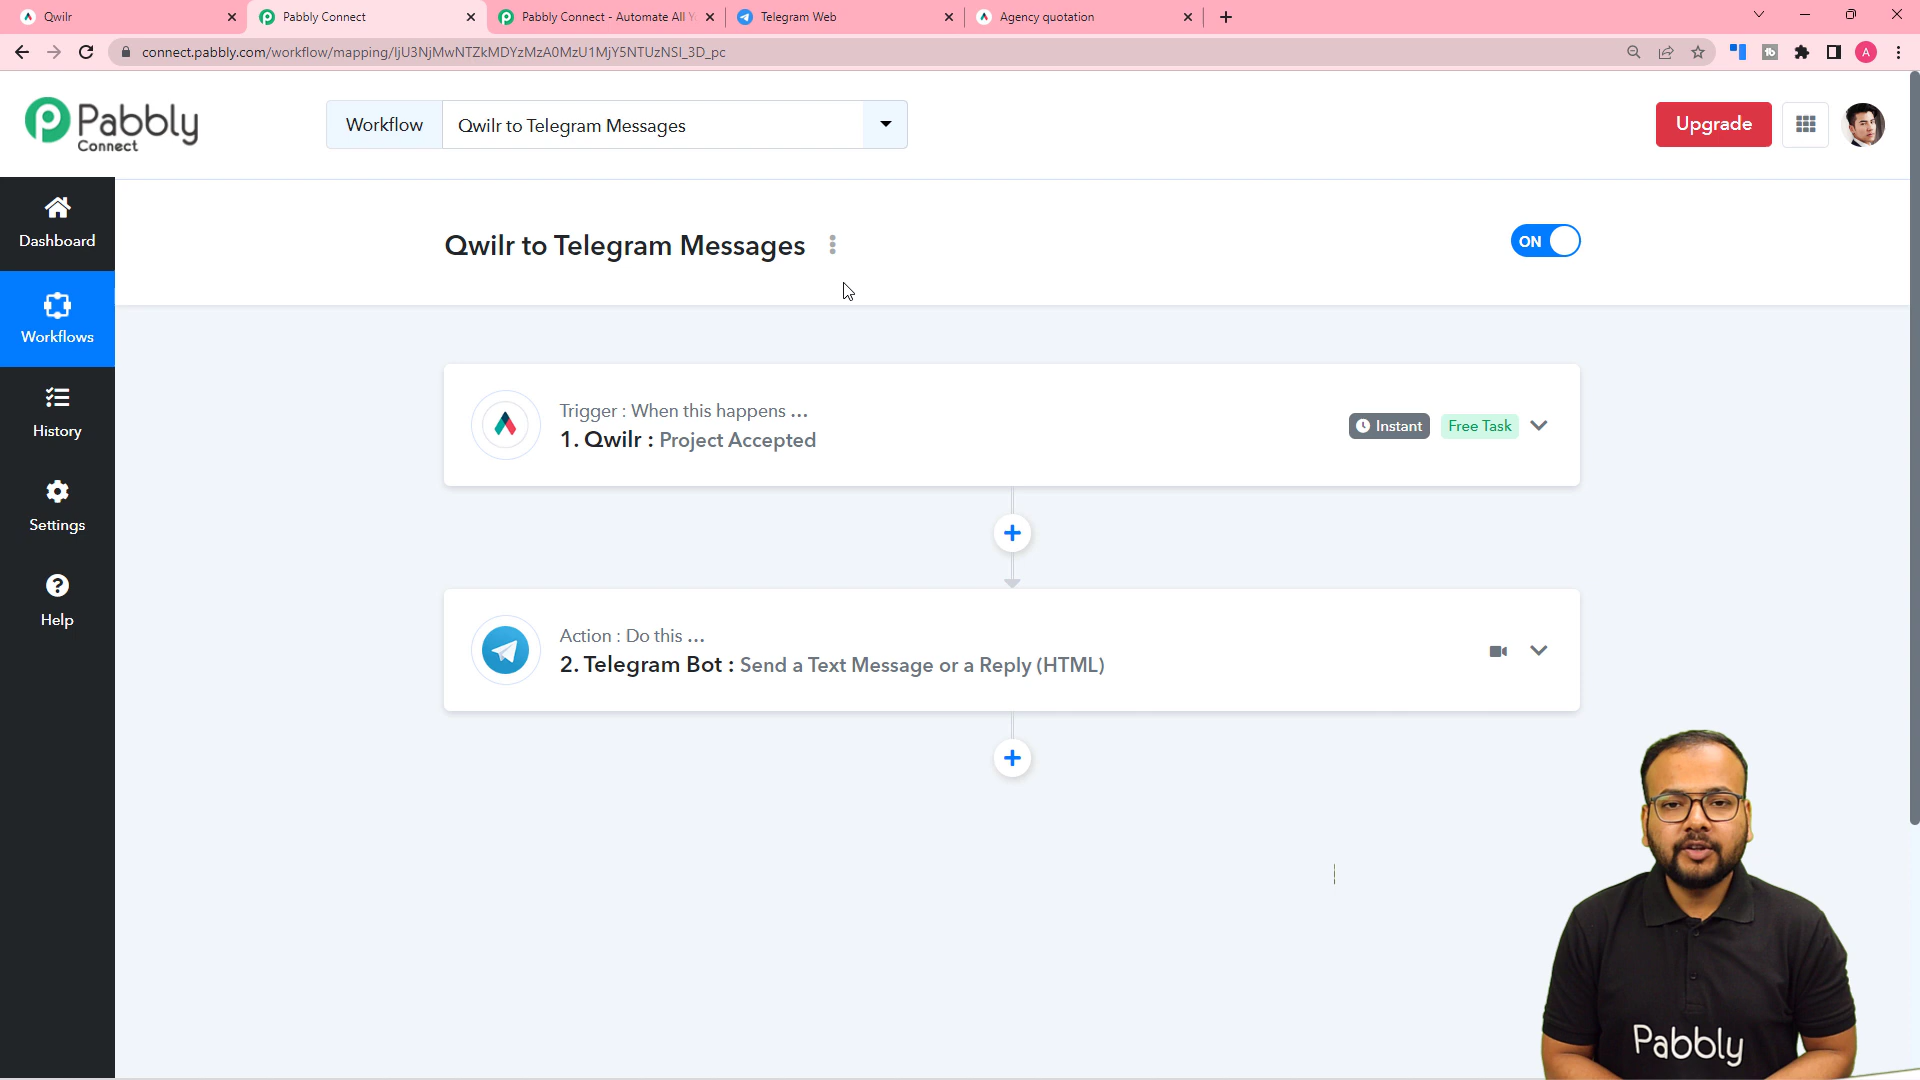 Qwilr
Pabbly Connect
Pabbly Connect - Automate All Y
Telegram Web
Agency quotation
connect.pabbly.com/workflow/mapping/IjU3NjMwNTZkMDYzMzA0MzU1MjY5NTUzNSI_3D_pc
A
Pabbly
Connect
Workflow
Qwilr to Telegram Messages
Upgrade
Dashboard
Workflows
History
Settings
Help
Qwilr to Telegram Messages
ON
Trigger : When this happens ...
1. Qwilr : Project Accepted
Instant
Free Task
Action : Do this ...
2. Telegram Bot : Send a Text Message or a Reply (HTML)
Pabbly